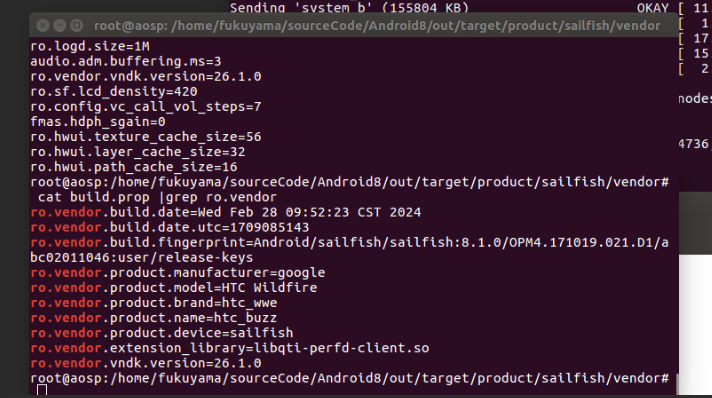 Sending 'system_b' (155804 KB) OKAY [ 11
root@aosp: /home/fukuyama/sourceCode/Android8/out/target/product/sailfish/vendor
[ 1
[ 17
[ 15
[ 2
nodes
4736,
ro.logd.size=1M
audio.adm.buffering.ms=3
ro.vendor.vndk.version=26.1.0
ro.sf.lcd_density=420
ro.config.vc_call_vol_steps=7
fmas.hdph_sgain=0
ro.hwui.texture_cache_size=56
ro.hwui.layer_cache_size=32
ro.hwui.path_cache_size=16
root@aosp:/home/fukuyama/sourceCode/Android8/out/target/product/sailfish/vendor#
cat build.prop |grep ro.vendor
ro.vendor.build.date=Wed Feb 28 09:52:23 CST 2024
ro.vendor.build.date.utc=1709085143
ro.vendor.build.fingerprint=Android/sailfish/sailfish:8.1.0/OPM4.171019.021.D1/a
bc02011046:user/release-keys
ro.vendor.product.manufacturer=google
ro.vendor.product.model=HTC Wildfire
ro.vendor.product.brand=htc_wwe
ro.vendor.product.name=htc_buzz
ro.vendor.product.device=sailfish
ro.vendor.extension_library=libqti-perfd-client.so
ro.vendor.vndk.version=26.1.0
root@aosp:/home/fukuyama/sourceCode/Android8/out/target/product/sailfish/vendor#